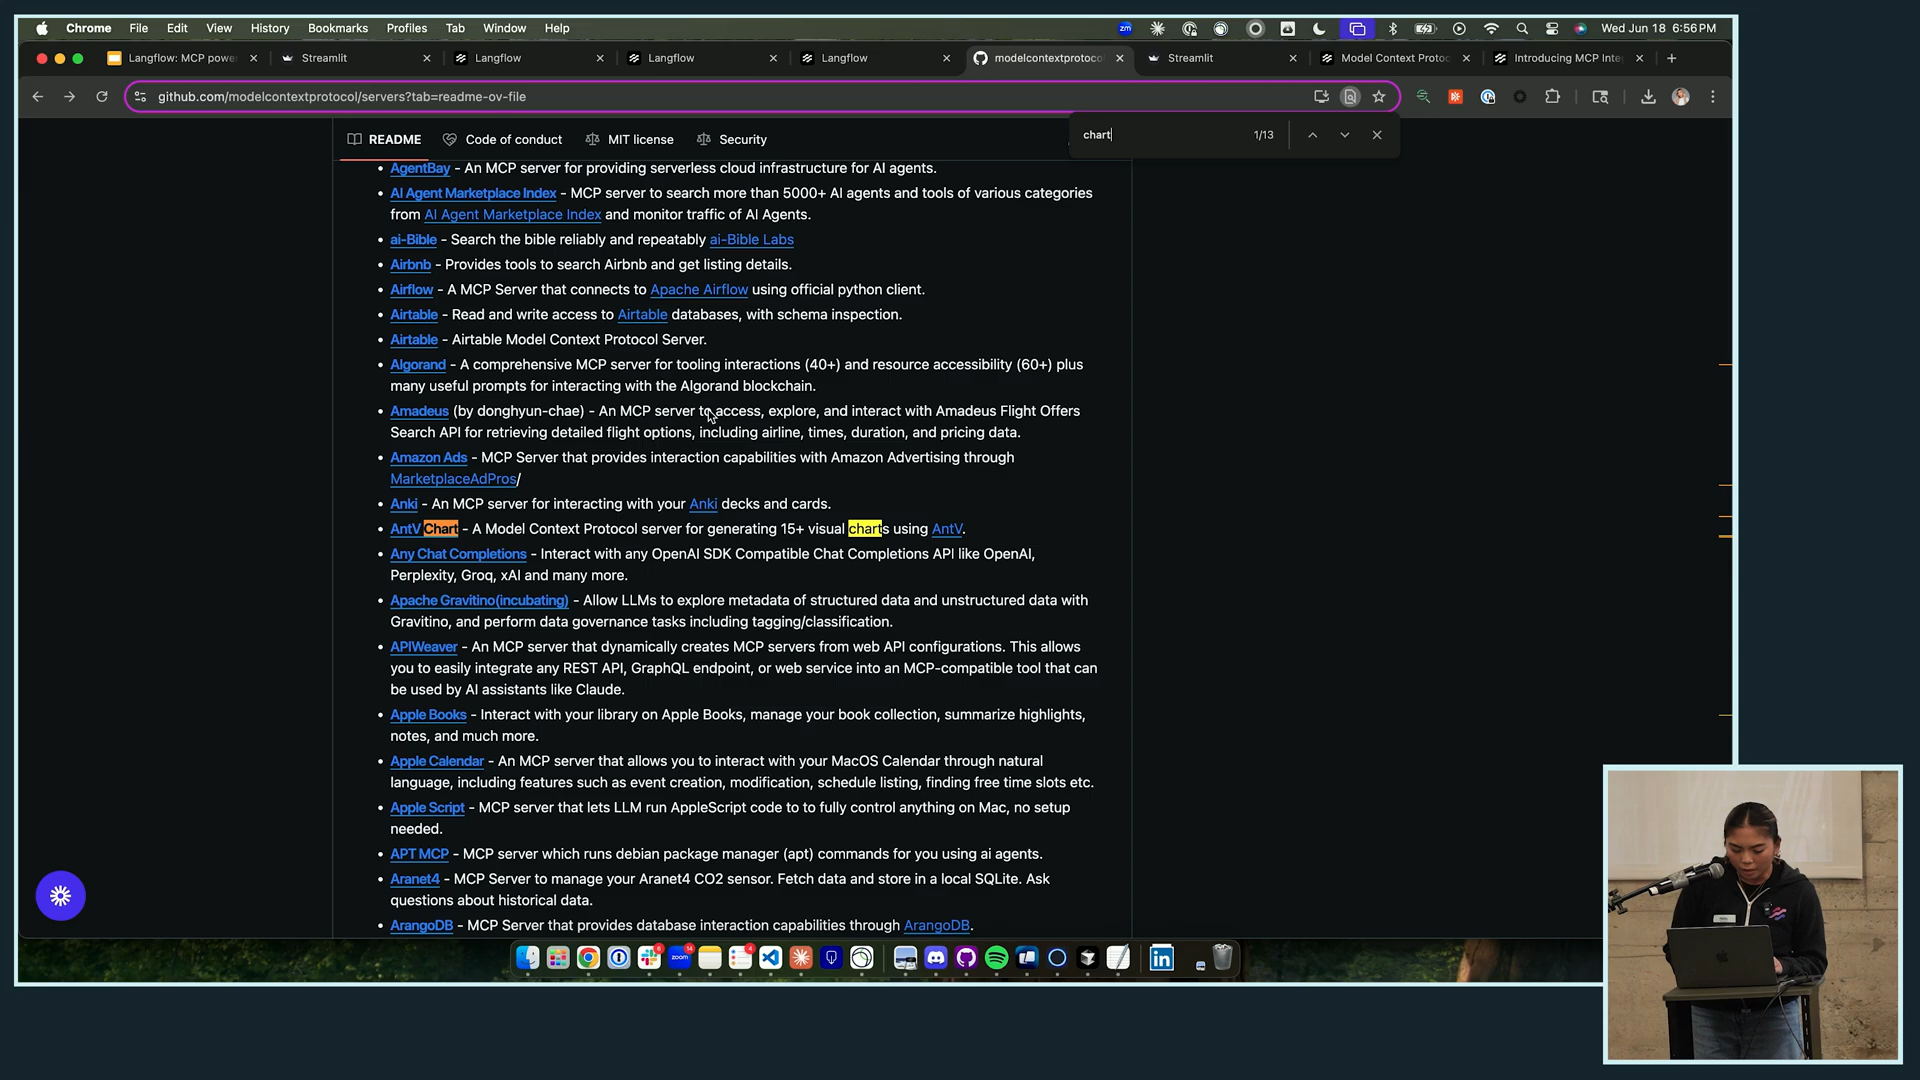 Chrome File Edit View History Bookmarks Profiles Tab Window Help
zm Wed Jun 18 6:56 PM
Langflow: MCP powe
Streamlit
Langflow
Langflow
Langflow
modelcontextprotoco
Streamlit
Model Context Protoc
Introducing MCP Inte
github.com/modelcontextprotocol/servers?tab=readme-ov-file
README Code of conduct MIT license Security
chart 1/13
AgentBay - An MCP server for providing serverless cloud infrastructure for AI agents.
AI Agent Marketplace Index - MCP server to search more than 5000+ AI agents and tools of various categories
from AI Agent Marketplace Index and monitor traffic of AI Agents.
ai-Bible - Search the bible reliably and repeatably ai-Bible Labs
Airbnb - Provides tools to search Airbnb and get listing details.
Airflow - A MCP Server that connects to Apache Airflow using official python client.
Airtable - Read and write access to Airtable databases, with schema inspection.
Airtable - Airtable Model Context Protocol Server.
Algorand - A comprehensive MCP server for tooling interactions (40+) and resource accessibility (60+) plus
many useful prompts for interacting with the Algorand blockchain.
Amadeus (by donghyun-chae) - An MCP server to access, explore, and interact with Amadeus Flight Offers
Search API for retrieving detailed flight options, including airline, times, duration, and pricing data.
Amazon Ads - MCP Server that provides interaction capabilities with Amazon Advertising through
MarketplaceAdPros/
Anki - An MCP server for interacting with your Anki decks and cards.
AntV Chart - A Model Context Protocol server for generating 15+ visual charts using AntV.
Any Chat Completions - Interact with any OpenAI SDK Compatible Chat Completions API like OpenAI,
Perplexity, Groq, xAI and many more.
Apache Gravitino(incubating) - Allow LLMs to explore metadata of structured data and unstructured data with
Gravitino, and perform data governance tasks including tagging/classification.
APIWeaver - An MCP server that dynamically creates MCP servers from web API configurations. This allows
you to easily integrate any REST API, GraphQL endpoint, or web service into an MCP-compatible tool that can
be used by AI assistants like Claude.
Apple Books - Interact with your library on Apple Books, manage your book collection, summarize highlights,
notes, and much more.
Apple Calendar - An MCP server that allows you to interact with your MacOS Calendar through natural
language, including features such as event creation, modification, schedule listing, finding free time slots etc.
Apple Script - MCP server that lets LLM run AppleScript code to to fully control anything on Mac, no setup
needed.
APT MCP - MCP server which runs debian package manager (apt) commands for you using ai agents.
Aranet4 - MCP Server to manage your Aranet4 CO2 sensor. Fetch data and store in a local SQLite. Ask
questions about historical data.
ArangoDB - MCP Server that provides database interaction capabilities through ArangoDB.
zoom
in